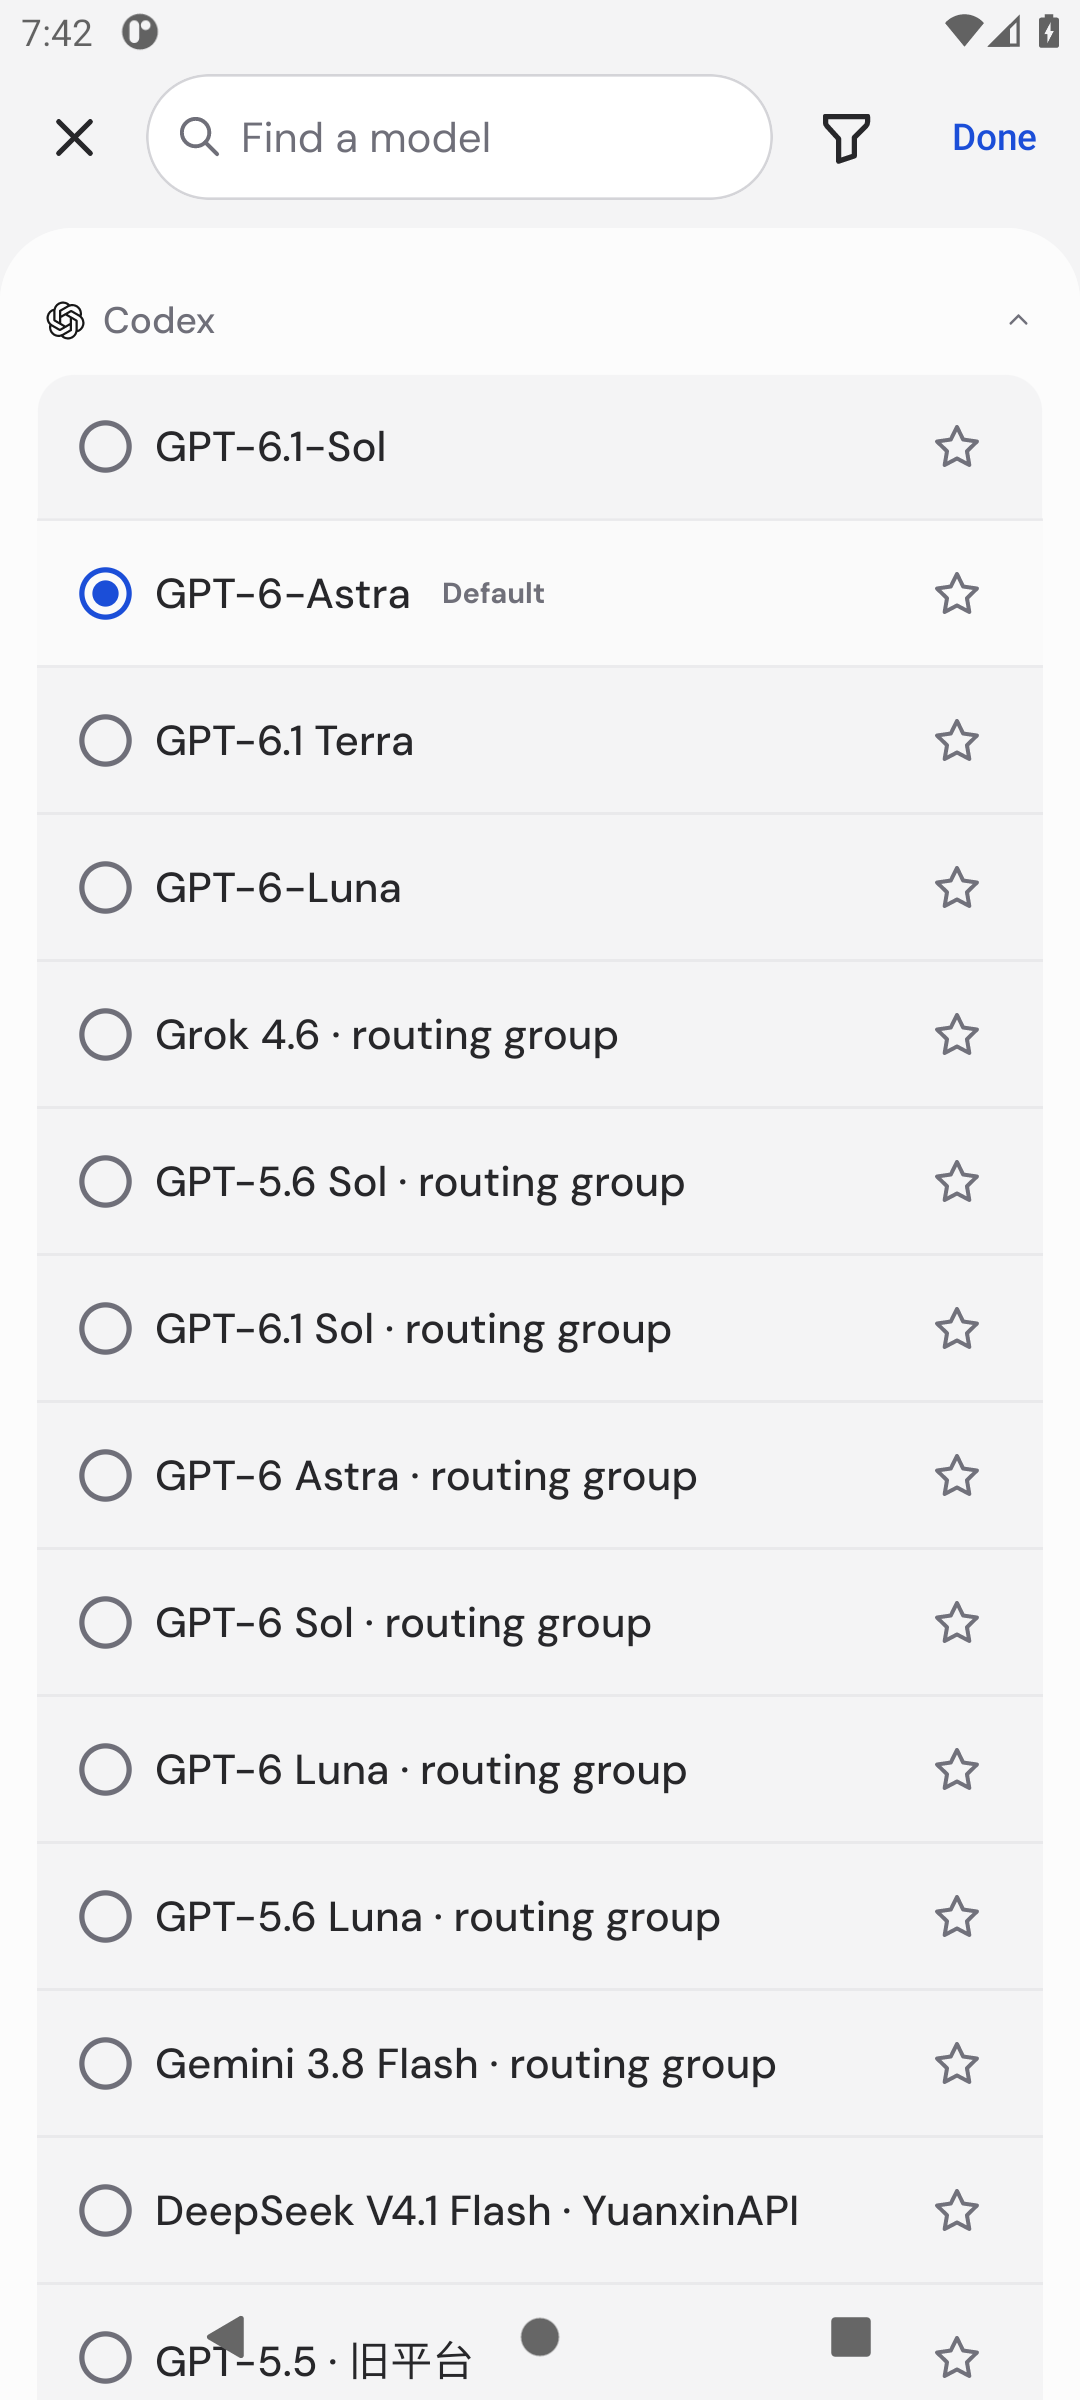 7:42
Find a model
Done
Codex
GPT-6.1-Sol
GPT-6-Astra Default
GPT-6.1 Terra
GPT-6-Luna
Grok 4.6 · routing group
GPT-5.6 Sol · routing group
GPT-6.1 Sol · routing group
GPT-6 Astra · routing group
GPT-6 Sol · routing group
GPT-6 Luna · routing group
GPT-5.6 Luna · routing group
Gemini 3.8 Flash · routing group
DeepSeek V4.1 Flash · YuanxinAPI
GPT-5.5 · 旧平台